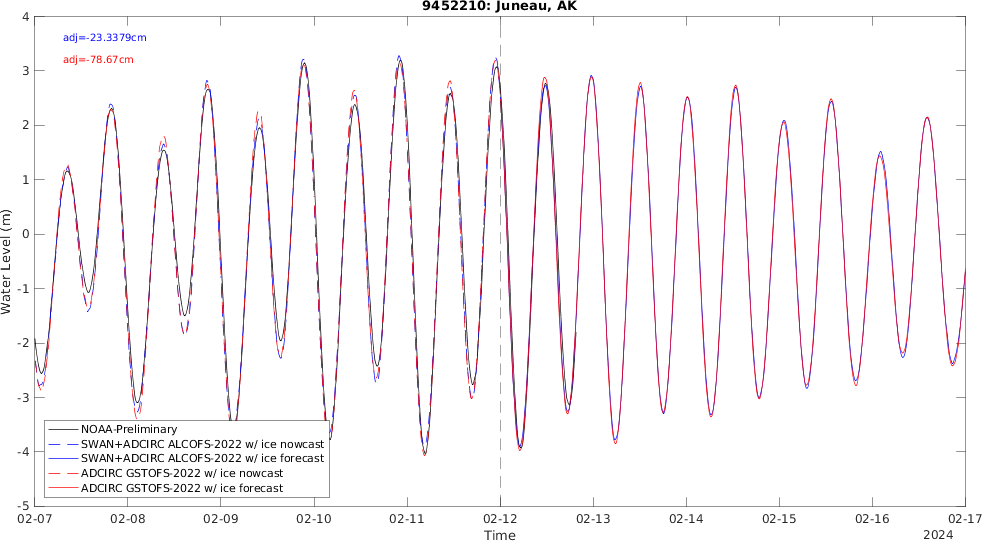 9452210: Juneau, AK
adj=-23.3379cm
adj=-78.67cm
Water Level (m)
4
3
2
1
0
-1
-2
-3
-4
-5
NOAA-Preliminary
SWAN+ADCIRC ALCOFS-2022 w/ ice nowcast
SWAN+ADCIRC ALCOFS-2022 w/ ice forecast
ADCIRC GSTOFS-2022 w/ ice nowcast
ADCIRC GSTOFS-2022 w/ ice forecast
02-07 02-08 02-09 02-10 02-11 02-12 02-13 02-14 02-15 02-16 02-17
Time
2024